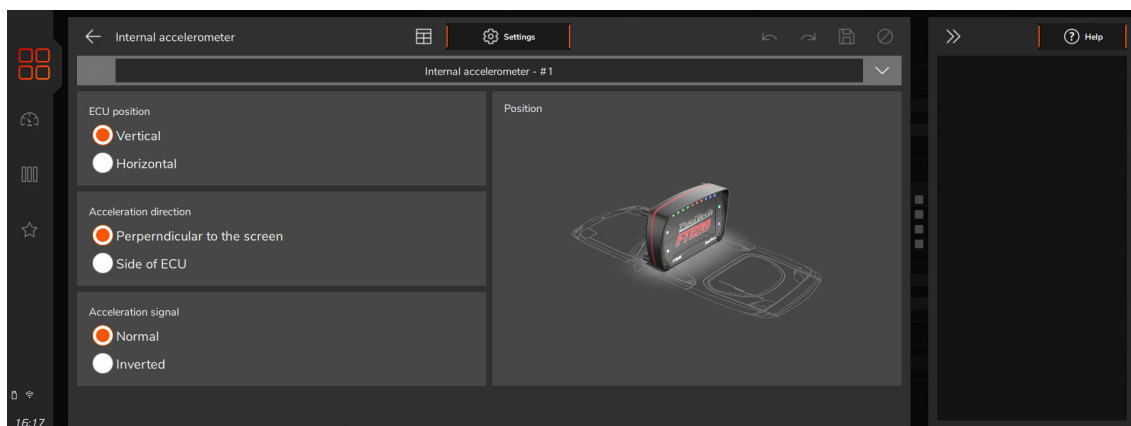 Internal accelerometer
Settings
Help
Internal accelerometer - #1
ECU position
Vertical
Horizontal
Acceleration direction
Perperndicular to the screen
Side of ECU
Acceleration signal
Normal
Inverted
Position
FuelTech
16:17